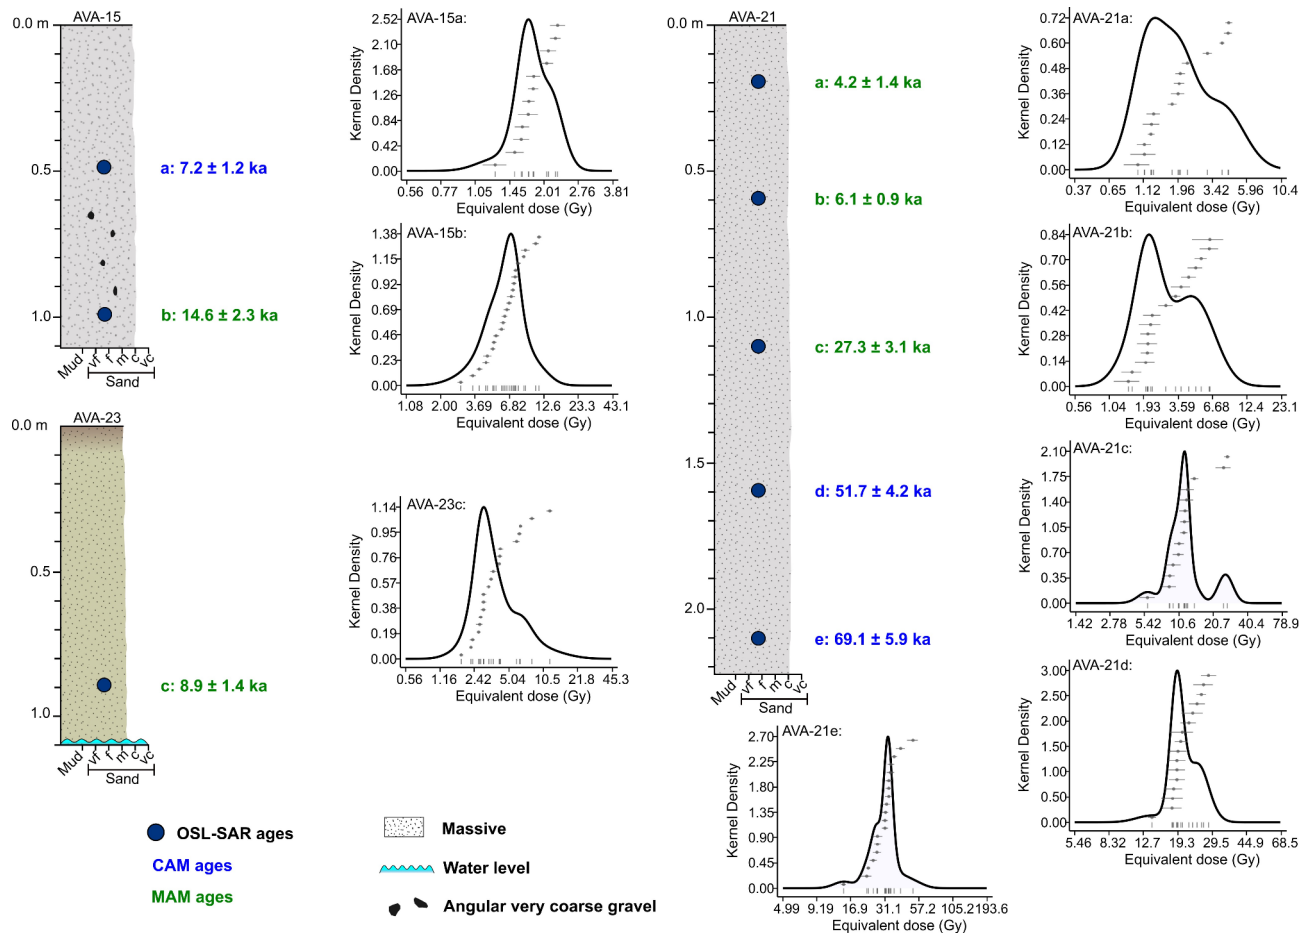 AVA-15
0.0 m
0.5
1.0
a: 7.2 ± 1.2 ka
b: 14.6 ± 2.3 ka
Mud
vf
f
m
c
vc
Sand
AVA-15a:
Kernel Density
2.52
2.10
1.68
1.26
0.84
0.42
0.00
0.56 0.77 1.05 1.45 2.01 2.76 3.81
Equivalent dose (Gy)
AVA-15b:
Kernel Density
1.38
1.15
0.92
0.69
0.46
0.23
0.00
1.08 2.00 3.69 6.82 12.6 23.3 43.1
Equivalent dose (Gy)
AVA-23
0.0 m
0.5
1.0
c: 8.9 ± 1.4 ka
Mud
vf
f
m
c
vc
Sand
AVA-23c:
Kernel Density
1.14
0.95
0.76
0.57
0.38
0.19
0.00
0.56 1.16 2.42 5.04 10.5 21.8 45.3
Equivalent dose (Gy)
AVA-21
0.0 m
0.5
1.0
1.5
2.0
a: 4.2 ± 1.4 ka
b: 6.1 ± 0.9 ka
c: 27.3 ± 3.1 ka
d: 51.7 ± 4.2 ka
e: 69.1 ± 5.9 ka
Mud
vf
f
m
c
vc
Sand
AVA-21a:
Kernel Density
0.72
0.60
0.48
0.36
0.24
0.12
0.00
0.37 0.65 1.12 1.96 3.42 5.96 10.4
Equivalent dose (Gy)
AVA-21b:
Kernel Density
0.84
0.70
0.56
0.42
0.28
0.14
0.00
0.56 1.04 1.93 3.59 6.68 12.4 23.1
Equivalent dose (Gy)
AVA-21c:
Kernel Density
2.10
1.75
1.40
1.05
0.70
0.35
0.00
1.42 2.78 5.42 10.6 20.7 40.4 78.9
Equivalent dose (Gy)
AVA-21d:
Kernel Density
3.00
2.50
2.00
1.50
1.00
0.50
0.00
5.46 8.32 12.7 19.3 29.5 44.9 68.5
Equivalent dose (Gy)
AVA-21e:
Kernel Density
2.70
2.25
1.80
1.35
0.90
0.45
0.00
4.99 9.19 16.9 31.1 57.2 105.2 193.6
Equivalent dose (Gy)
OSL-SAR ages
CAM ages
MAM ages
Massive
Water level
Angular very coarse gravel